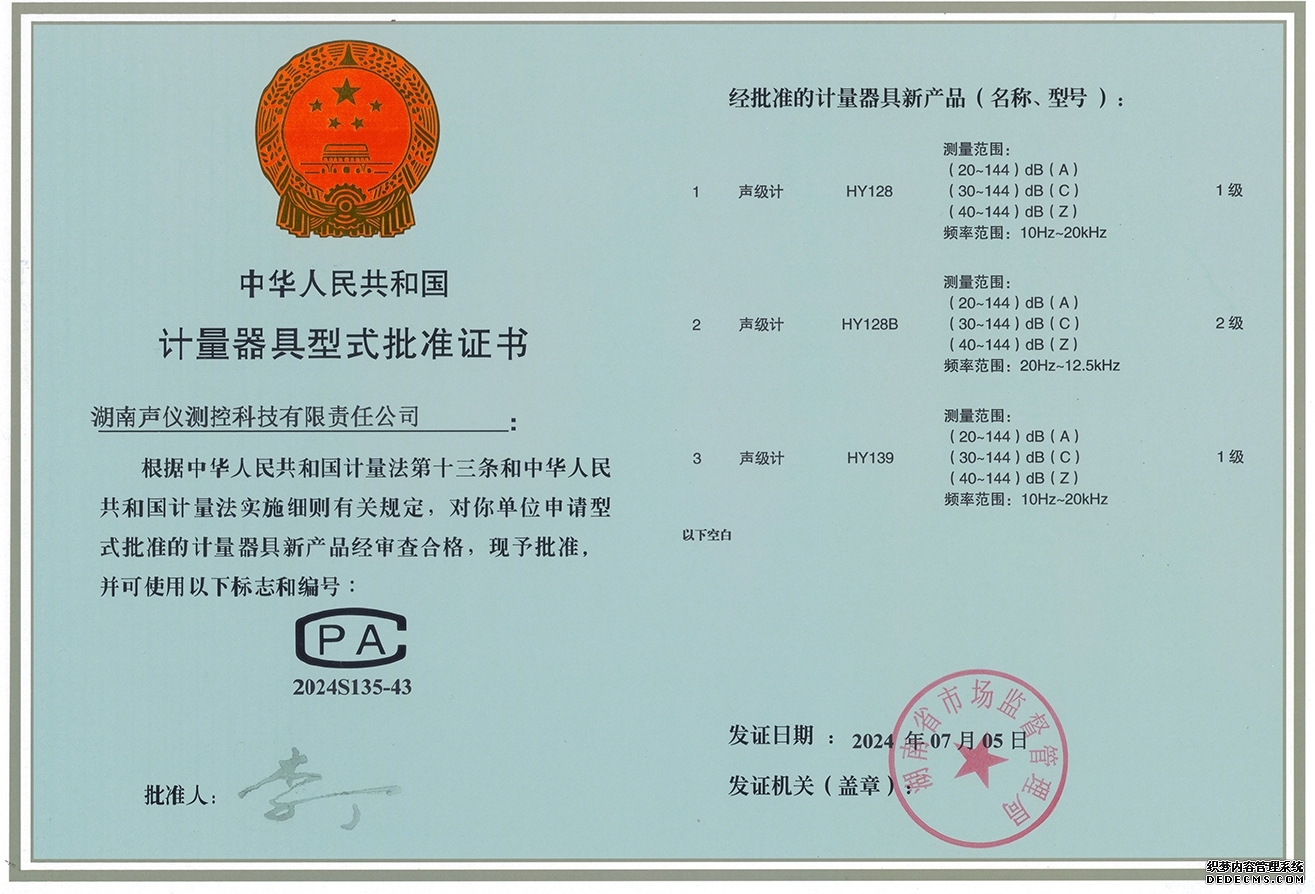 中华人民共和国
计量器具型式批准证书
湖南声仪测控科技有限责任公司:
根据中华人民共和国计量法第十三条和中华人民
共和国计量法实施细则有关规定，对你单位申请型
式批准的计量器具新产品经审查合格，现予批准，
并可使用以下标志和编号：
CPA
2024S135-43
批准人：
李丁
经批准的计量器具新产品（名称、型号）：
测量范围：
（20~144）dB（A）
1 声级计 HY128 （30~144）dB（C） 1级
（40~144）dB（Z）
频率范围：10Hz~20kHz
测量范围：
（20~144）dB（A）
2 声级计 HY128B （30~144）dB（C） 2级
（40~144）dB（Z）
频率范围：20Hz~12.5kHz
测量范围：
（20~144）dB（A）
3 声级计 HY139 （30~144）dB（C） 1级
（40~144）dB（Z）
频率范围：10Hz~20kHz
以下空白
发证日期：2024年07月05日
发证机关（盖章）：
湖南省市场监督管理局
织梦内容管理系统
DEDECMS.COM